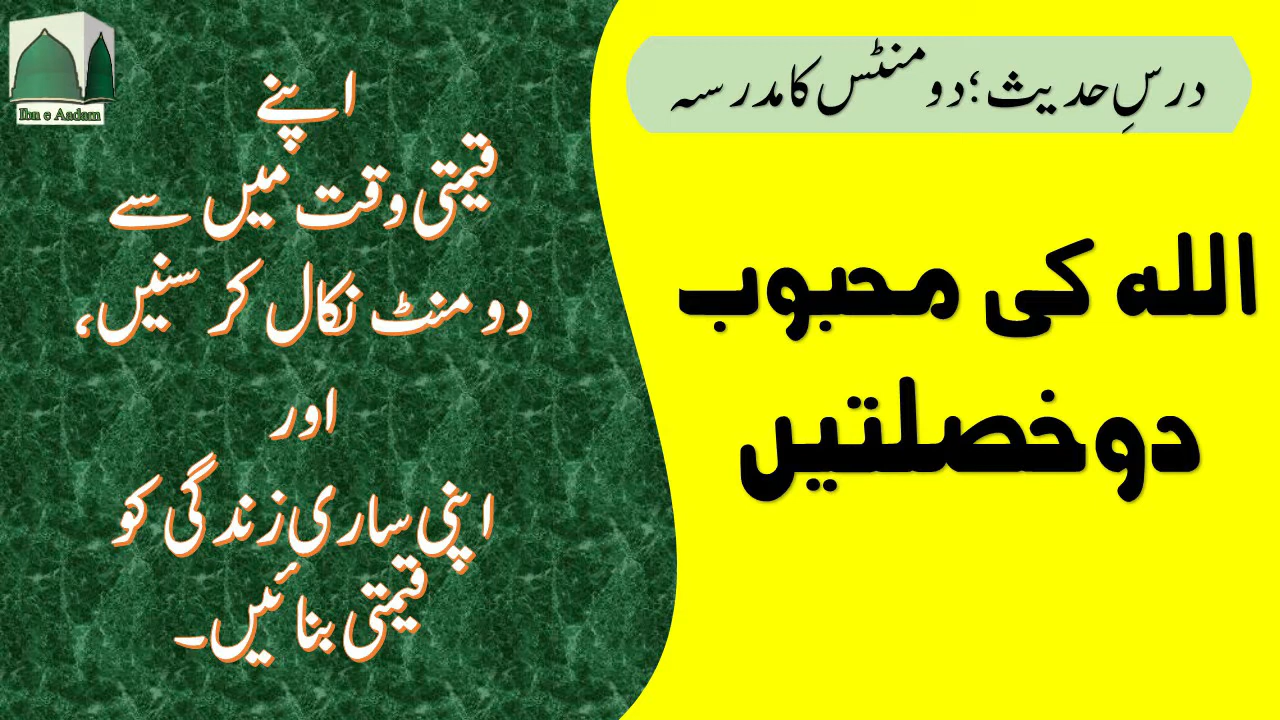 درسِ حدیث؛ دو منٹس کا مدرسہ
اللہ کی محبوب
دو خصلتیں
اپنے
قیمتی وقت میں سے
دو منٹ نکال کر سنیں،
اور
اپنی ساری زندگی کو
قیمتی بنائیں۔
Ibn e Aadam